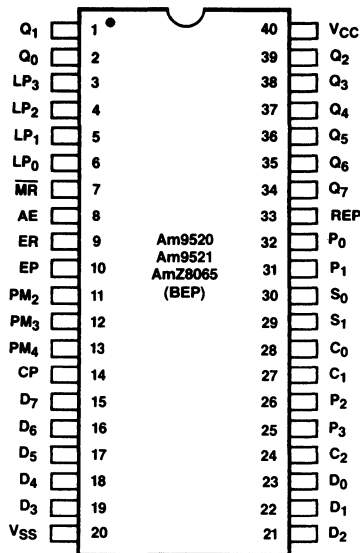 Q₁ 1 40 VCC
Q₀ 2 39 Q₂
LP₃ 3 38 Q₃
LP₂ 4 37 Q₄
LP₁ 5 36 Q₅
LP₀ 6 35 Q₆
M̅R̅ 7 34 Q₇
AE 8 33 REP
ER 9 32 P₀
EP 10 31 P₁
PM₂ 11 30 S₀
PM₃ 12 29 S₁
PM₄ 13 28 C₀
CP 14 27 C₁
D₇ 15 26 P₂
D₆ 16 25 P₃
D₅ 17 24 C₂
D₄ 18 23 D₀
D₃ 19 22 D₁
VSS 20 21 D₂
Am9520
Am9521
AmZ8065
(BEP)